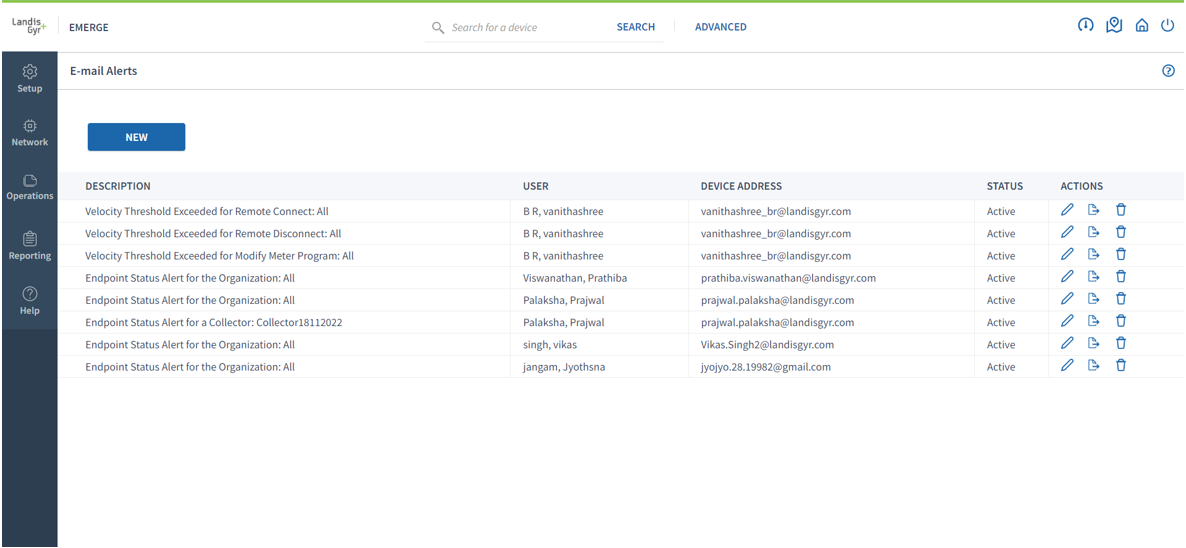 Landis
Gyr+
EMERGE
Search for a device
SEARCH
ADVANCED
Setup
Network
Operations
Reporting
Help
E-mail Alerts
NEW
DESCRIPTION USER DEVICE ADDRESS STATUS ACTIONS
Velocity Threshold Exceeded for Remote Connect: All B R, vanithashree vanithashree_br@landisgyr.com Active
Velocity Threshold Exceeded for Remote Disconnect: All B R, vanithashree vanithashree_br@landisgyr.com Active
Velocity Threshold Exceeded for Modify Meter Program: All B R, vanithashree vanithashree_br@landisgyr.com Active
Endpoint Status Alert for the Organization: All Viswanathan, Prathiba prathiba.viswanathan@landisgyr.com Active
Endpoint Status Alert for the Organization: All Palaksha, Prajwal prajwal.palaksha@landisgyr.com Active
Endpoint Status Alert for a Collector: Collector18112022 Palaksha, Prajwal prajwal.palaksha@landisgyr.com Active
Endpoint Status Alert for the Organization: All singh, vikas Vikas.Singh2@landisgyr.com Active
Endpoint Status Alert for the Organization: All jangam, Jyothsna jyojyo.28.19982@gmail.com Active